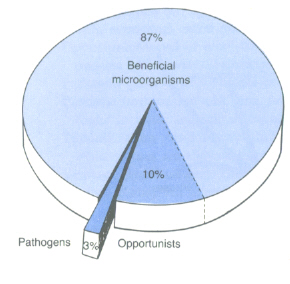 87%
Beneficial
microorganisms
10%
Pathogens
3%
Opportunists